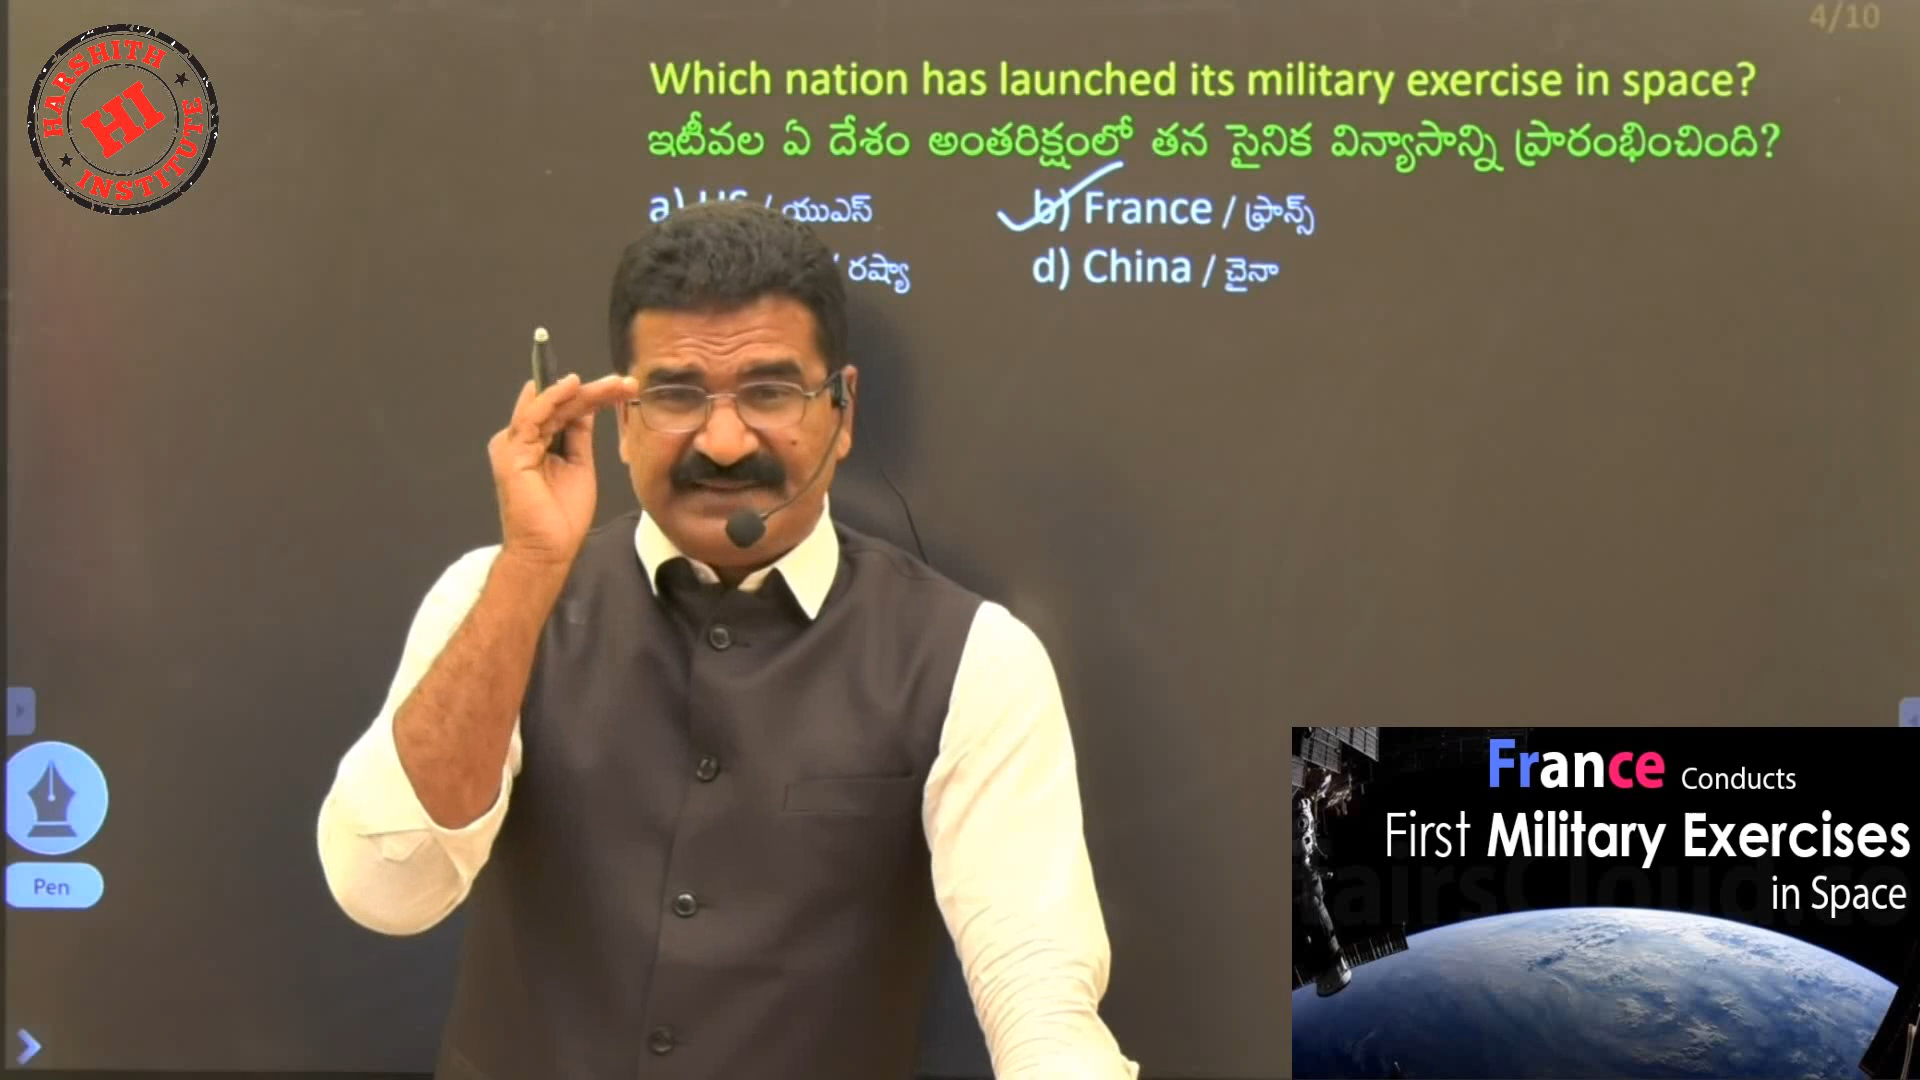 HARSHITH
HI
INSTITUTE
4/10
Which nation has launched its military exercise in space?
ఇటీవల ఏ దేశం అంతరిక్షంలో తన సైనిక విన్యాసాన్ని ప్రారంభించింది?
a) US / యుఎస్
b) France / ఫ్రాన్స్
/ రష్యా
d) China / చైనా
Pen
France Conducts
First Military Exercises
in Space